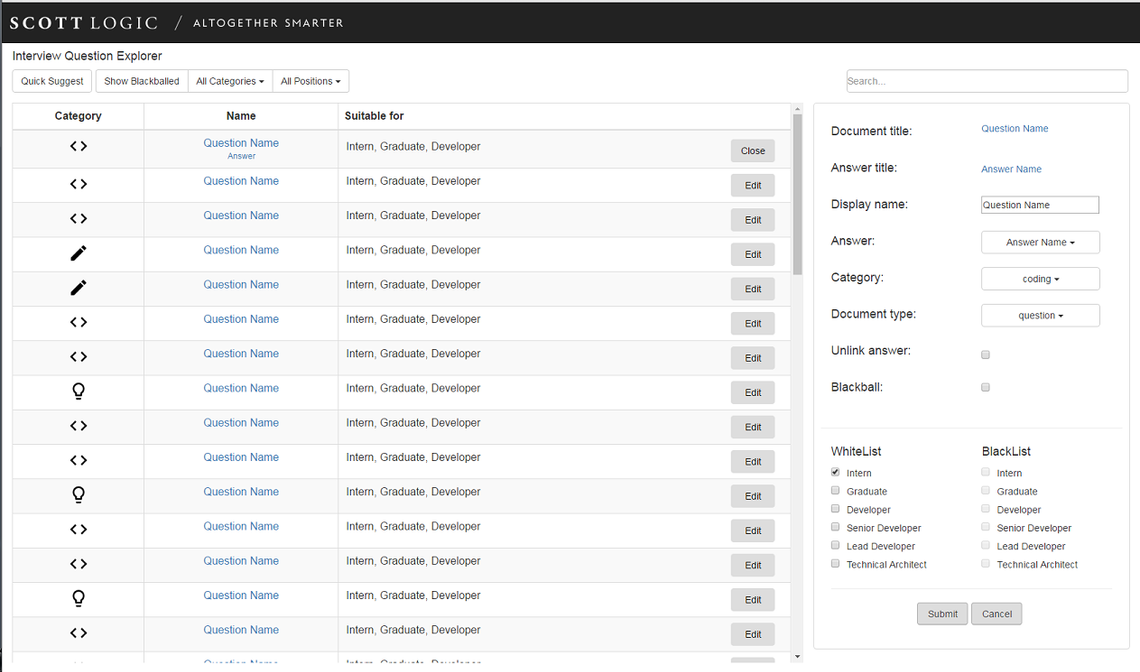 SCOTT LOGIC / ALTOGETHER SMARTER
Interview Question Explorer
Quick Suggest Show Blackballed All Categories All Positions Search...
Category Name Suitable for
Question Name Intern, Graduate, Developer Close
Answer
Question Name Intern, Graduate, Developer Edit
Question Name Intern, Graduate, Developer Edit
Question Name Intern, Graduate, Developer Edit
Question Name Intern, Graduate, Developer Edit
Question Name Intern, Graduate, Developer Edit
Question Name Intern, Graduate, Developer Edit
Question Name Intern, Graduate, Developer Edit
Question Name Intern, Graduate, Developer Edit
Question Name Intern, Graduate, Developer Edit
Question Name Intern, Graduate, Developer Edit
Question Name Intern, Graduate, Developer Edit
Question Name Intern, Graduate, Developer Edit
Question Name Intern, Graduate, Developer Edit
Question Name Intern, Graduate, Developer Edit
Question Name Intern, Graduate, Developer
Document title: Question Name
Answer title: Answer Name
Display name: Question Name
Answer: Answer Name
Category: coding
Document type: question
Unlink answer:
Blackball:
WhiteList BlackList
Intern Intern
Graduate Graduate
Developer Developer
Senior Developer Senior Developer
Lead Developer Lead Developer
Technical Architect Technical Architect
Submit Cancel